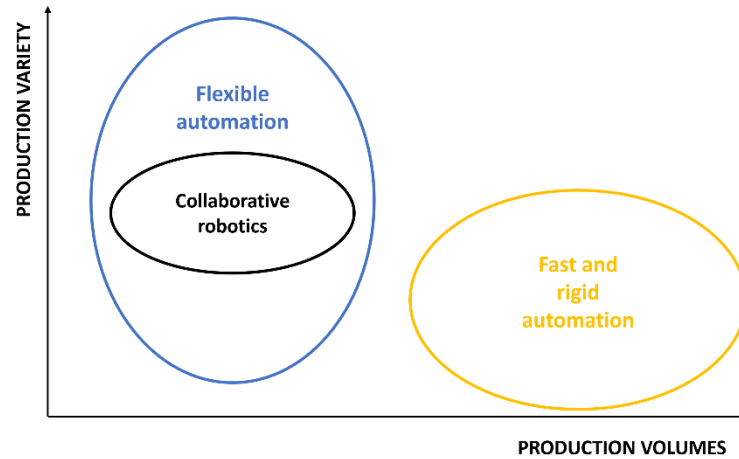 PRODUCTION VARIETY
Flexible
automation
Collaborative
robotics
Fast and
rigid
automation
PRODUCTION VOLUMES